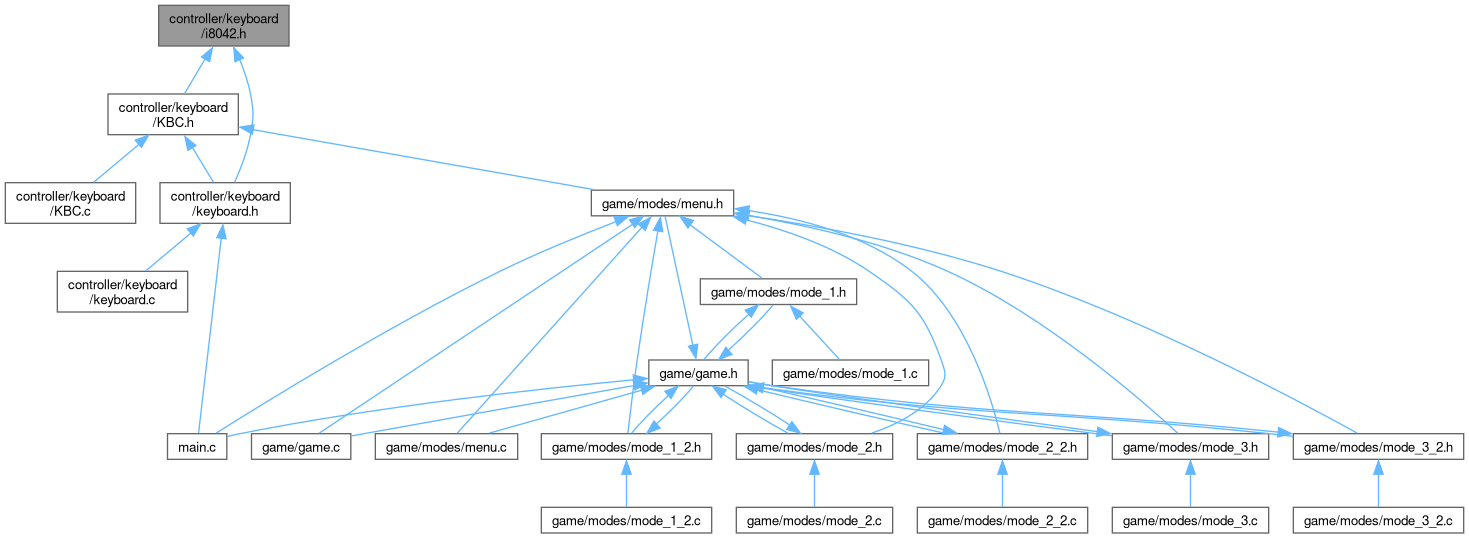 controller/keyboard
/i8042.h
controller/keyboard
/KBC.h
controller/keyboard
/KBC.c
controller/keyboard
/keyboard.h
game/modes/menu.h
controller/keyboard
/keyboard.c
game/modes/mode_1.h
game/game.h
game/modes/mode_1.c
main.c
game/game.c
game/modes/menu.c
game/modes/mode_1_2.h
game/modes/mode_2.h
game/modes/mode_2_2.h
game/modes/mode_3.h
game/modes/mode_3_2.h
game/modes/mode_1_2.c
game/modes/mode_2.c
game/modes/mode_2_2.c
game/modes/mode_3.c
game/modes/mode_3_2.c